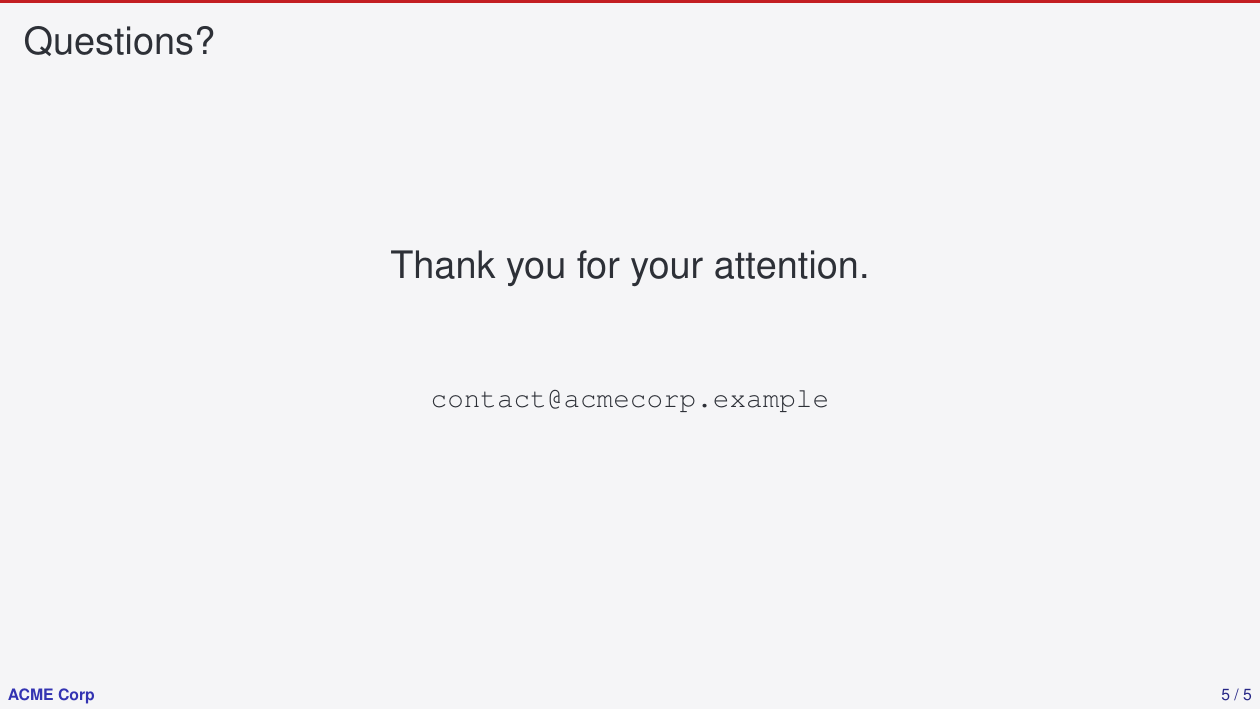 Questions?
Thank you for your attention.
contact@acmecorp.example
ACME Corp
5 / 5